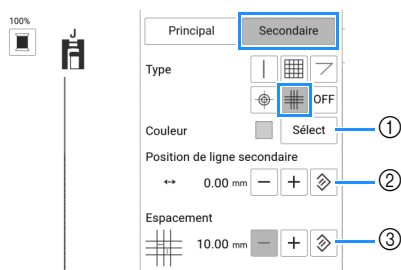 100%
J
Principal
Secondaire
Type
OFF
Couleur
Sélect
①
Position de ligne secondaire
0.00 mm
②
Espacement
10.00 mm
③